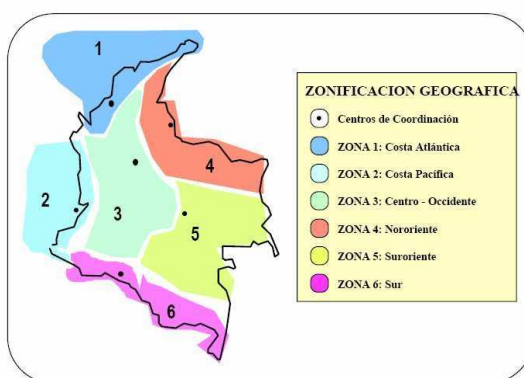 1
2
3
4
5
6
ZONIFICACION GEOGRAFICA
Centros de Coordinación
ZONA 1: Costa Atlántica
ZONA 2: Costa Pacífica
ZONA 3: Centro - Occidente
ZONA 4: Nororiente
ZONA 5: Suroriente
ZONA 6: Sur